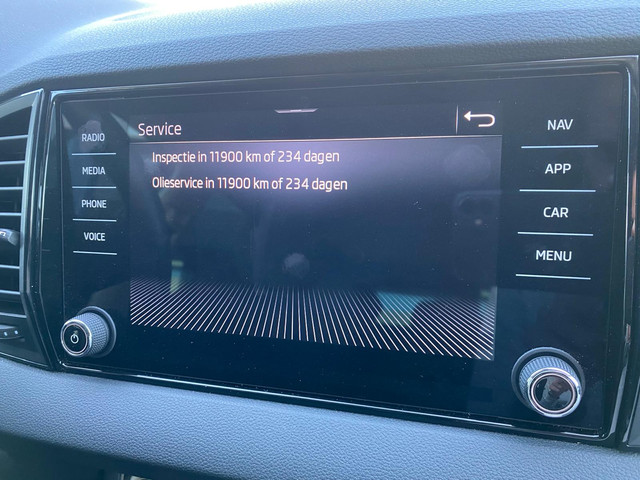 Service
Inspectie in 11900 km of 234 dagen
Olieservice in 11900 km of 234 dagen
RADIO
MEDIA
PHONE
VOICE
NAV
APP
CAR
MENU